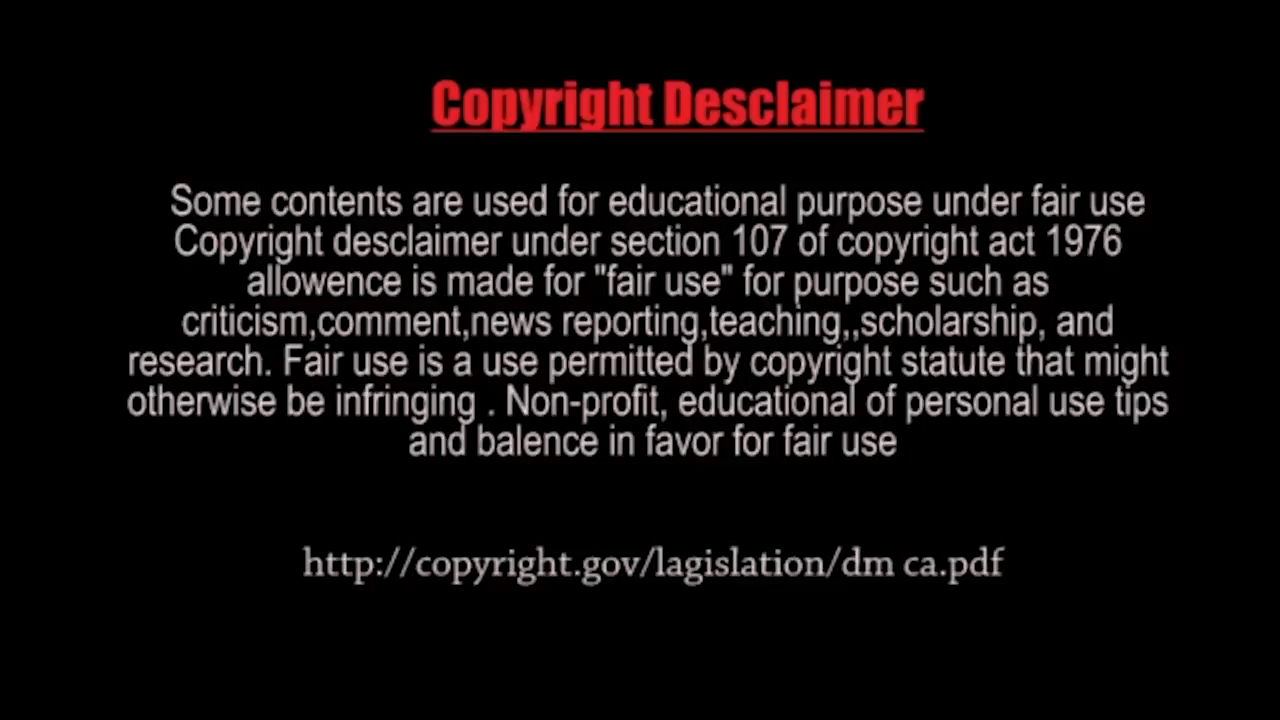 Copyright Desclaimer
Some contents are used for educational purpose under fair use
Copyright desclaimer under section 107 of copyright act 1976
allowence is made for "fair use" for purpose such as
criticism,comment,news reporting,teaching,,scholarship, and
research. Fair use is a use permitted by copyright statute that might
otherwise be infringing . Non-profit, educational of personal use tips
and balence in favor for fair use
http://copyright.gov/lagislation/dm ca.pdf